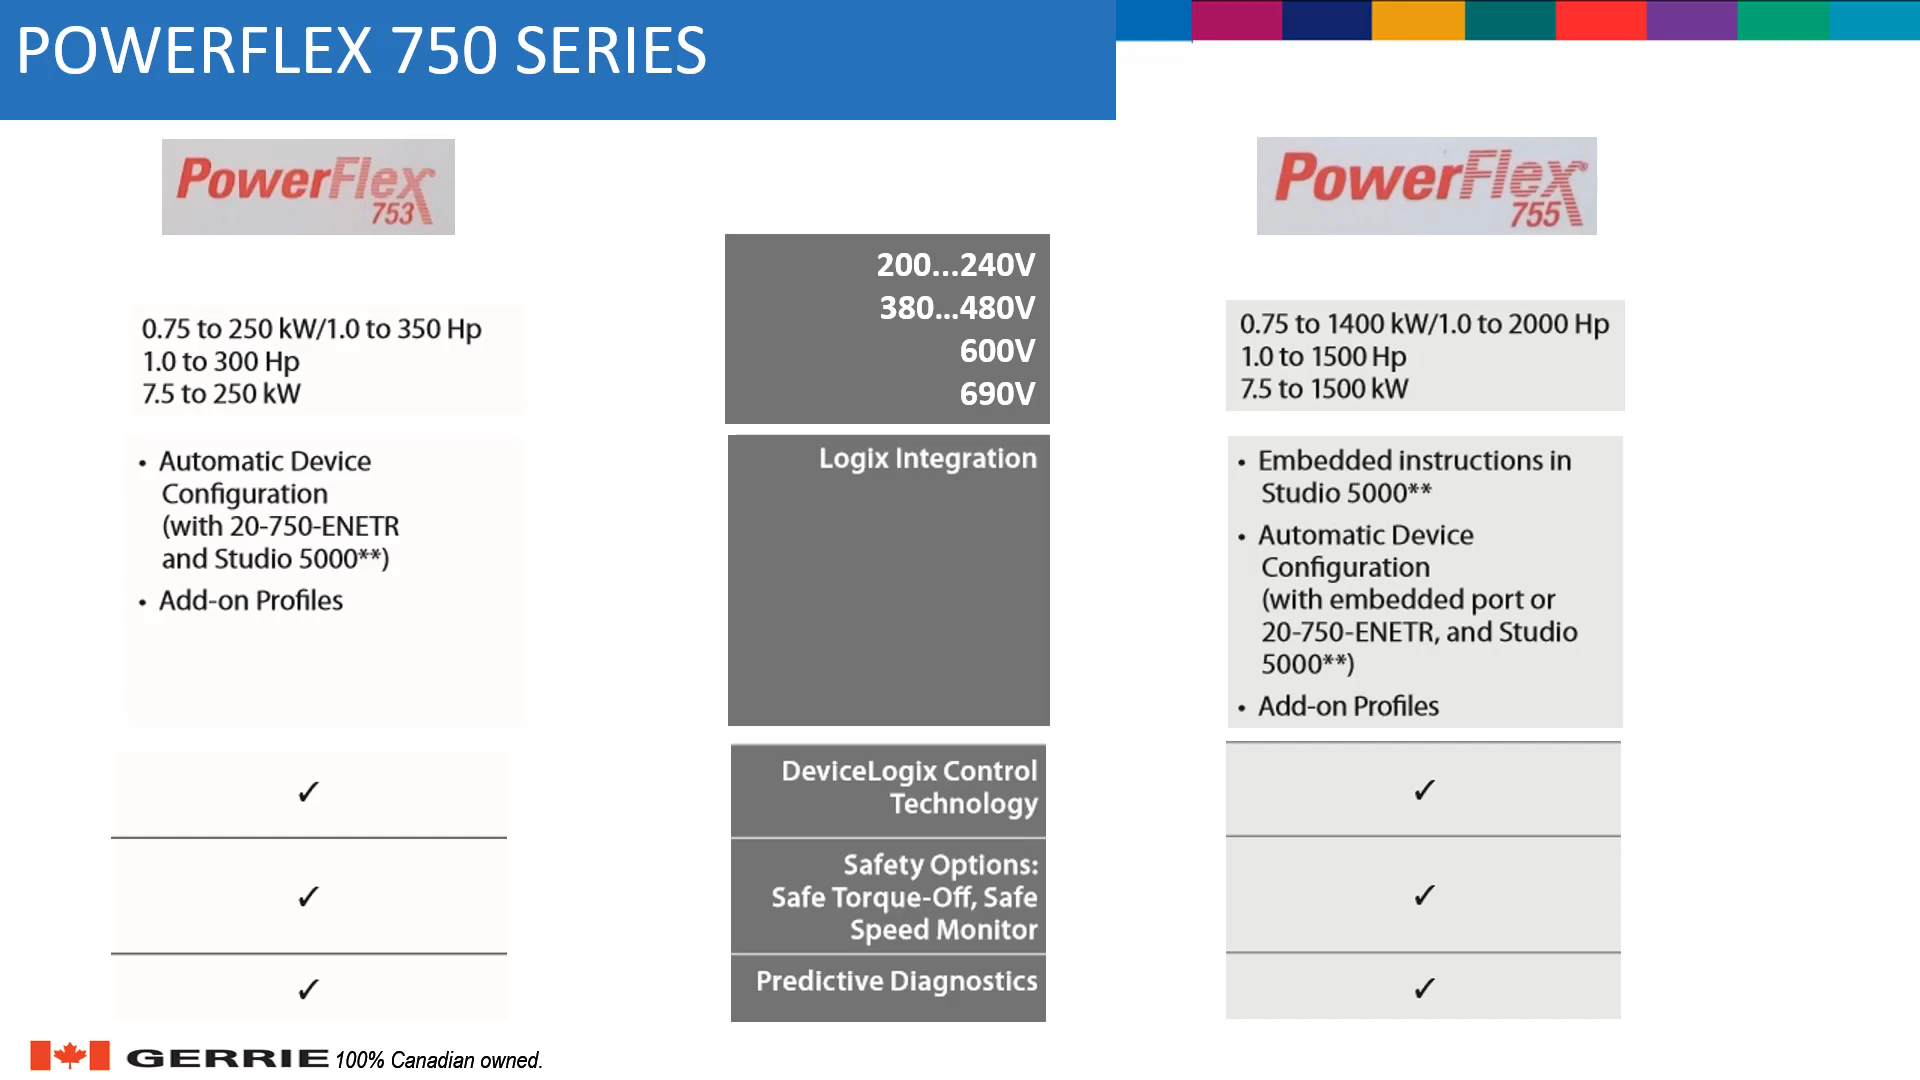 POWERFLEX 750 SERIES
PowerFlex
753
PowerFlex®
755
200...240V
380...480V
600V
690V
0.75 to 250 kW/1.0 to 350 Hp
1.0 to 300 Hp
7.5 to 250 kW
0.75 to 1400 kW/1.0 to 2000 Hp
1.0 to 1500 Hp
7.5 to 1500 kW
• Automatic Device
Configuration
(with 20-750-ENETR
and Studio 5000**)
• Add-on Profiles
Logix Integration
• Embedded instructions in
Studio 5000**
• Automatic Device
Configuration
(with embedded port or
20-750-ENETR, and Studio
5000**)
• Add-on Profiles
✓
DeviceLogix Control
Technology
✓
✓
Safety Options:
Safe Torque-Off, Safe
Speed Monitor
✓
✓
Predictive Diagnostics
✓
GERRIE 100% Canadian owned.